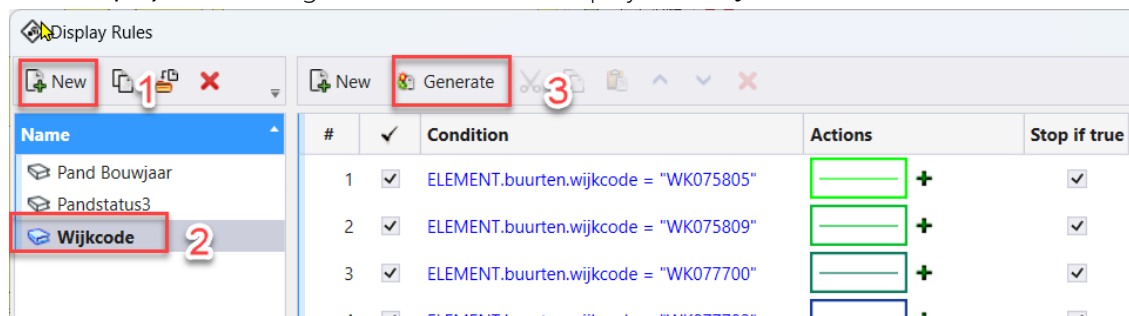 Display Rules
New 1 New Generate 3
Name # Condition Actions Stop if true
Pand Bouwjaar
1 ELEMENT.buurten.wijkcode = "WK075805"
Pandstatus3
2 ELEMENT.buurten.wijkcode = "WK075809"
Wijkcode 2
3 ELEMENT.buurten.wijkcode = "WK077700"